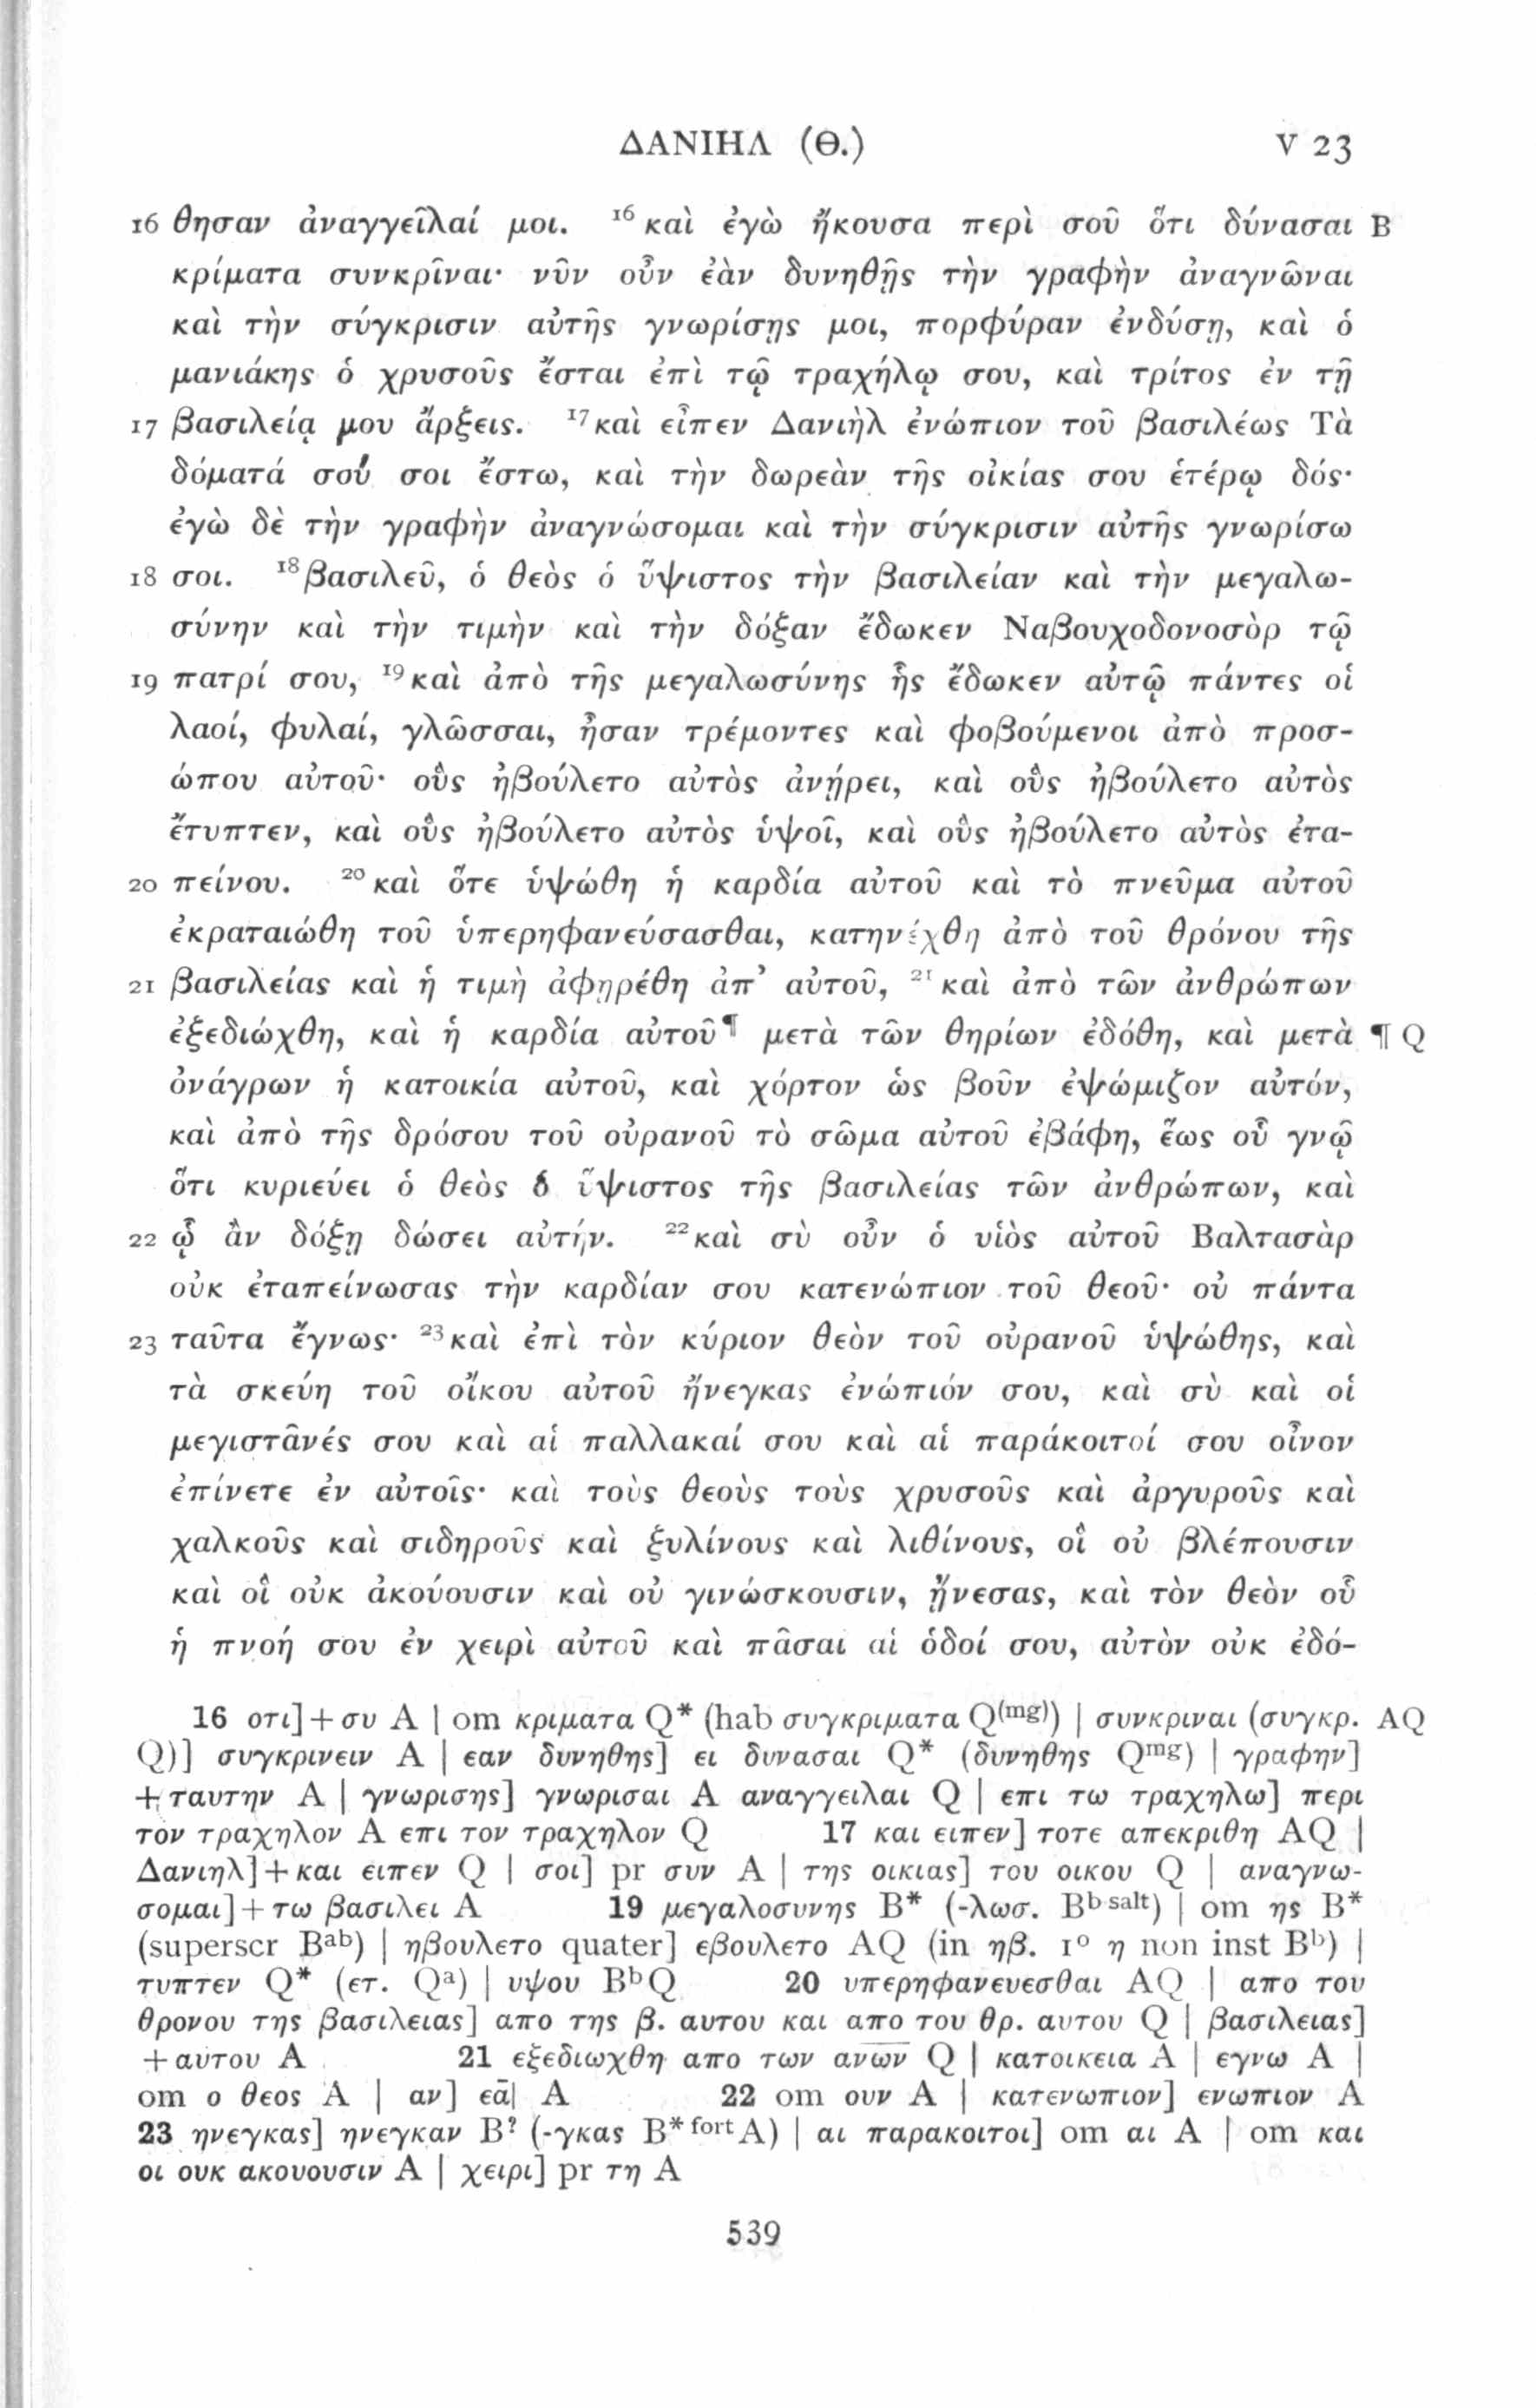 ΔΑΝΙΗΛ (Θ.) V 23
16 θησαν ἀναγγεῖλαί μοι. ¹⁶καὶ ἐγὼ ἤκουσα περὶ σοῦ ὅτι δύνασαι B
κρίματα συνκρῖναι· νῦν οὖν ἐὰν δυνηθῇς τὴν γραφὴν ἀναγνῶναι
καὶ τὴν σύγκρισιν αὐτῆς γνωρίσῃς μοι, πορφύραν ἐνδύσῃ, καὶ ὁ
μανιάκης ὁ χρυσοῦς ἔσται ἐπὶ τῷ τραχήλῳ σου, καὶ τρίτος ἐν τῇ
17 βασιλείᾳ μου ἄρξεις. ¹⁷καὶ εἶπεν Δανιὴλ ἐνώπιον τοῦ βασιλέως Τὰ
δόματά σού σοι ἔστω, καὶ τὴν δωρεὰν τῆς οἰκίας σου ἑτέρῳ δός·
ἐγὼ δὲ τὴν γραφὴν ἀναγνώσομαι καὶ τὴν σύγκρισιν αὐτῆς γνωρίσω
18 σοι. ¹⁸βασιλεῦ, ὁ θεὸς ὁ ὕψιστος τὴν βασιλείαν καὶ τὴν μεγαλω-
σύνην καὶ τὴν τιμὴν καὶ τὴν δόξαν ἔδωκεν Ναβουχοδονοσὸρ τῷ
19 πατρί σου, ¹⁹καὶ ἀπὸ τῆς μεγαλωσύνης ἧς ἔδωκεν αὐτῷ πάντες οἱ
λαοί, φυλαί, γλῶσσαι, ἦσαν τρέμοντες καὶ φοβούμενοι ἀπὸ προσ-
ώπου αὐτοῦ· οὓς ἠβούλετο αὐτὸς ἀνῄρει, καὶ οὓς ἠβούλετο αὐτὸς
ἔτυπτεν, καὶ οὓς ἠβούλετο αὐτὸς ὑψοῖ, καὶ οὓς ἠβούλετο αὐτὸς ἐτα-
20 πείνου. ²⁰καὶ ὅτε ὑψώθη ἡ καρδία αὐτοῦ καὶ τὸ πνεῦμα αὐτοῦ
ἐκραταιώθη τοῦ ὑπερηφανεύσασθαι, κατηνέχθη ἀπὸ τοῦ θρόνου τῆς
21 βασιλείας καὶ ἡ τιμὴ ἀφῃρέθη ἀπ’ αὐτοῦ, ²¹καὶ ἀπὸ τῶν ἀνθρώπων
ἐξεδιώχθη, καὶ ἡ καρδία αὐτοῦ¶ μετὰ τῶν θηρίων ἐδόθη, καὶ μετὰ ¶ Q
ὀνάγρων ἡ κατοικία αὐτοῦ, καὶ χόρτον ὡς βοῦν ἐψώμιζον αὐτόν,
καὶ ἀπὸ τῆς δρόσου τοῦ οὐρανοῦ τὸ σῶμα αὐτοῦ ἐβάφη, ἕως οὗ γνῷ
ὅτι κυριεύει ὁ θεὸς ὁ ὕψιστος τῆς βασιλείας τῶν ἀνθρώπων, καὶ
22 ᾧ ἂν δόξῃ δώσει αὐτήν. ²²καὶ σὺ οὖν ὁ υἱὸς αὐτοῦ Βαλτασὰρ
οὐκ ἐταπείνωσας τὴν καρδίαν σου κατενώπιον τοῦ θεοῦ· οὐ πάντα
23 ταῦτα ἔγνως· ²³καὶ ἐπὶ τὸν κύριον θεὸν τοῦ οὐρανοῦ ὑψώθης, καὶ
τὰ σκεύη τοῦ οἴκου αὐτοῦ ἤνεγκας ἐνώπιόν σου, καὶ σὺ καὶ οἱ
μεγιστᾶνές σου καὶ αἱ παλλακαί σου καὶ αἱ παράκοιτοί σου οἶνον
ἐπίνετε ἐν αὐτοῖς· καὶ τοὺς θεοὺς τοὺς χρυσοῦς καὶ ἀργυροῦς καὶ
χαλκοῦς καὶ σιδηροῦς καὶ ξυλίνους καὶ λιθίνους, οἳ οὐ βλέπουσιν
καὶ οἳ οὐκ ἀκούουσιν καὶ οὐ γινώσκουσιν, ᾔνεσας, καὶ τὸν θεὸν οὗ
ἡ πνοή σου ἐν χειρὶ αὐτοῦ καὶ πᾶσαι αἱ ὁδοί σου, αὐτὸν οὐκ ἐδό-
16 οτι] + συ A | om κριματα Q* (hab συγκριματα Q(mg)) | συνκριναι (συγκρ. AQ
Q)] συγκρινειν A | εαν δυνηθης] ει δυνασαι Q* (δυνηθης Qmg) | γραφην]
+ ταυτην A | γνωρισης] γνωρισαι A αναγγειλαι Q | επι τω τραχηλω] περι
τον τραχηλον A επι τον τραχηλον Q 17 και ειπεν] τοτε απεκριθη AQ |
Δανιηλ] + και ειπεν Q | σοι] pr συν A | της οικιας] του οικου Q | αναγνω-
σομαι] + τω βασιλει A 19 μεγαλοσυνης B* (-λωσ. Bb salt) | om ης B*
(superscr Bab) | ηβουλετο quater] εβουλετο AQ (in ηβ. 1° η non inst Bb) |
τυπτεν Q* (ετ. Qa) | υψου BbQ 20 υπερηφανευεσθαι AQ | απο του
θρονου της βασιλειας] απο της β. αυτου και απο του θρ. αυτου Q | βασιλειας]
+ αυτου A 21 εξεδιωχθη απο των αν̅ω̅ν̅ Q | κατοικεια A | εγνω A |
om ο θεος A | αν] εα̅| A 22 om ουν A | κατενωπιον] ενωπιον A
23 ηνεγκας] ηνεγκαν B? (-γκας B* fort A) | αι παρακοιτοι] om αι A | om και
οι ουκ ακουουσιν A | χειρι] pr τη A
539